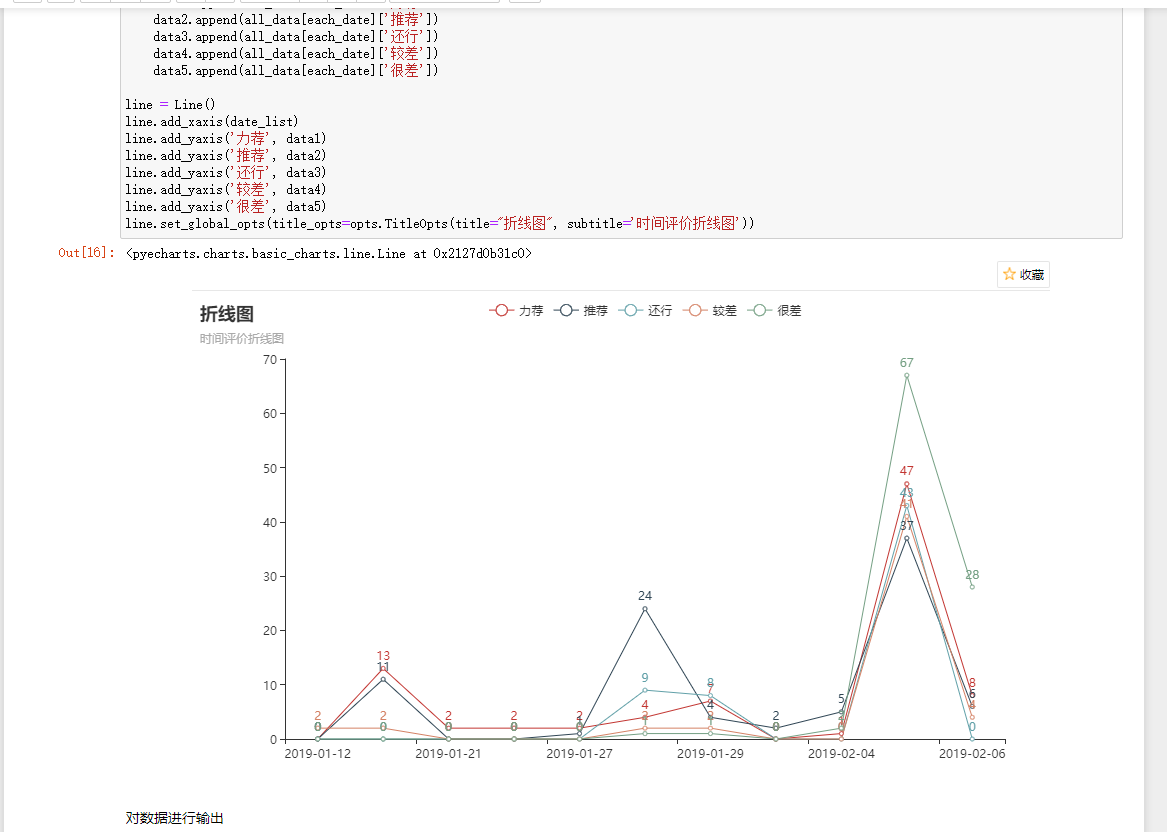 data2.append(all_data[each_date]['推荐'])
data3.append(all_data[each_date]['还行'])
data4.append(all_data[each_date]['较差'])
data5.append(all_data[each_date]['很差'])
line = Line()
line.add_xaxis(date_list)
line.add_yaxis('力荐', data1)
line.add_yaxis('推荐', data2)
line.add_yaxis('还行', data3)
line.add_yaxis('较差', data4)
line.add_yaxis('很差', data5)
line.set_global_opts(title_opts=opts.TitleOpts(title="折线图", subtitle='时间评价折线图'))
Out[16]: <pyecharts.charts.basic_charts.line.Line at 0x2127d0b31c0>
收藏
折线图 力荐 推荐 还行 较差 很差
时间评价折线图
70
67
60
50
47
43
41
40
37
30
28
24
20
13
11
10
9
8
7
4
4
5
8
6
4
0
2
0
2
0
2
0
2
0
2
0
2
0
0
2019-01-12 2019-01-21 2019-01-27 2019-01-29 2019-02-04 2019-02-06
对数据进行输出